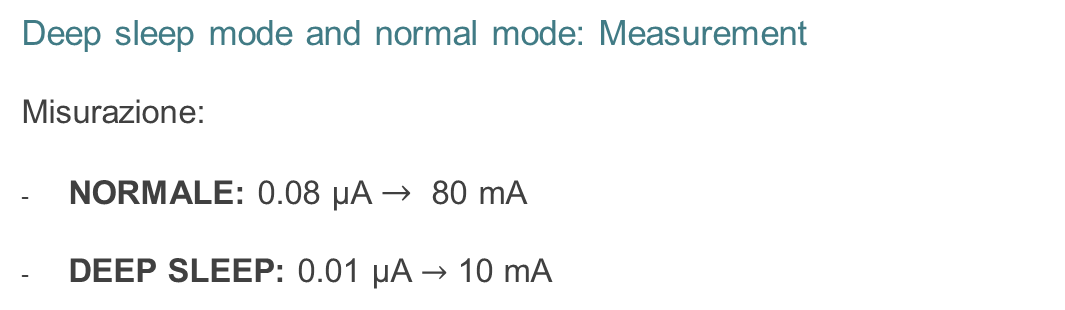 Deep sleep mode and normal mode: Measurement
Misurazione:
- NORMALE: 0.08 µA → 80 mA
- DEEP SLEEP: 0.01 µA → 10 mA